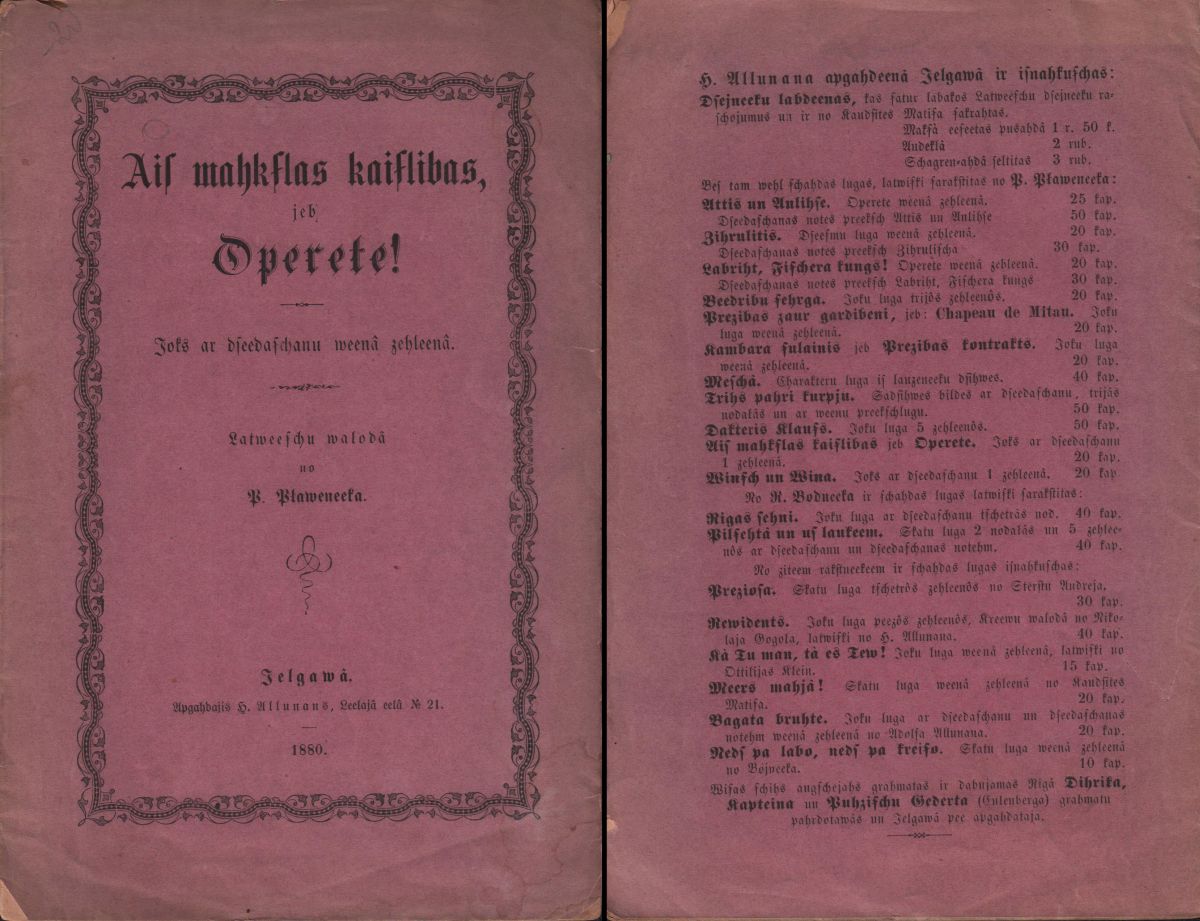 Aiſ mahkſlas kaiſlibas,
jeb
Operete!
Joks ar dſeedaſchanu weenâ zehleenâ.
Latweeſchu walodâ
no
P. Plaweneeka.
Jelgawâ.
Apgahdajis H. Allunans, Leelajâ eelâ № 21.
1880.
H. Allunana apgahdeenâ Jelgawâ ir iſnahkuſchas:
Dſejneeku labdeenas, kas ſatur labakos Latweeſchu dſejneeku ra-
ſchojumus un ir no Kaudſites Matiſa ſakrahtas.
Makſà eeſeetas pusahdâ 1 r. 50 k.
Audeklâ 2 rub.
Schagren-ahdâ ſeltitas 3 rub.
Beſ tam wehl ſchahdas lugas, latwiſki ſarakſtitas no P. Plaweneeka:
Attis un Anlihſe. Operete weenâ zehleenâ. 25 kap.
Dſeedaſchanas notes preekſch Attis un Anlihſe 50 kap.
Zihrulitis. Dſeeſmu luga weenâ zehleenâ. 20 kap.
Dſeedaſchanas notes preekſch Zihruliſcha 30 kap.
Labriht, Fiſchera kungs! Operete weenâ zehleenâ. 20 kap.
Dſeedaſchanas notes preekſch Labriht, Fiſchera kungs 30 kap.
Beedribu ſehrga. Joku luga trijôs zehleenôs. 20 kap.
Prezibas zaur gardibeni, jeb: Chapeau de Mitau. Joku
luga weenâ zehleenâ. 20 kap.
Kambara ſulainis jeb Prezibas kontrakts. Joku luga
weenâ zehleenâ. 20 kap.
Meſchâ. Charakteru luga iſ lauzeneeku dſihwes. 40 kap.
Trihs pahri kurpju. Sadſihwes bildes ar dſeedaſchanu, trijâs
nodalâs un ar weenu preekſchlugu. 50 kap.
Dakteris Klauſs. Joku luga 5 zehleenôs. 50 kap.
Aiſ mahkſlas kaiſlibas jeb Operete. Joks ar dſeedaſchanu
1 zehleenâ. 20 kap.
Winſch un Wina. Joks ar dſeedaſchanu 1 zehleenâ. 20 kap.
No R. Bodneeka ir ſchahdas lugas latwiſki ſarakſtitas:
Rigas ſehni. Joku luga ar dſeedaſchanu tſchetrâs nod. 40 kap.
Pilſehtâ un uſ laukeem. Skatu luga 2 nodalâs un 5 zehlee-
nôs ar dſeedaſchanu un dſeedaſchanas notehm. 40 kap.
No ziteem rakſtneekeem ir ſchahdas lugas iſnahkuſchas:
Prezioſa. Skatu luga tſchetrôs zehleenôs no Sterſtu Andreja.
30 kap.
Rewidents. Joku luga peezôs zehleenôs, Kreewu walodâ no Niko-
laja Gogola, latwiſki no H. Allunana. 40 kap.
Kà Tu man, tà es Tew! Joku luga weenâ zehleenâ, latwiſki no
Ottilijas Klein. 15 kap.
Meers mahjâ! Skatu luga weenâ zehleenâ no Kaudſites
Matiſa. 20 kap.
Bagata bruhte. Joku luga ar dſeedaſchanu un dſeedaſchanas
notehm weenâ zehleenâ no Adolfa Allunana. 20 kap.
Nedſ pa labo, nedſ pa kreiſo. Skatu luga weenâ zehleenâ
no Bojneeka. 10 kap.
Wiſas ſchihs augſchejahs grahmatas ir dabujamas Rigâ Dihrika,
Kapteina un Puhziſchu Gederta (Eulenberga) grahmatu
pahrdotawâs un Jelgawâ pee apgahdataja.